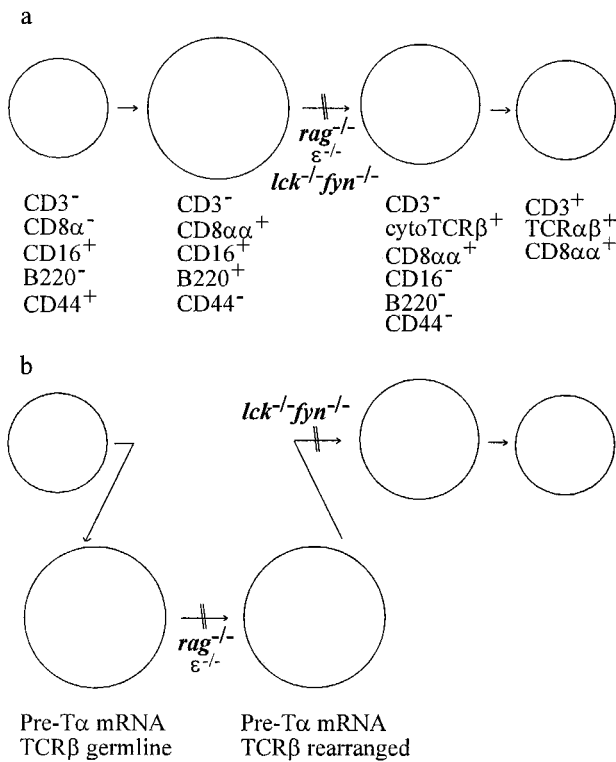 a
rag-/-
ε-/-
lck-/-fyn-/-
CD3-
CD8α-
CD16+
B220-
CD44+
CD3-
CD8αα+
CD16+
B220+
CD44-
CD3-
cytoTCRβ+
CD8αα+
CD16-
B220-
CD44-
CD3+
TCRαβ+
CD8αα+
b
lck-/-fyn-/-
rag-/-
ε-/-
Pre-Tα mRNA
TCRβ germline
Pre-Tα mRNA
TCRβ rearranged